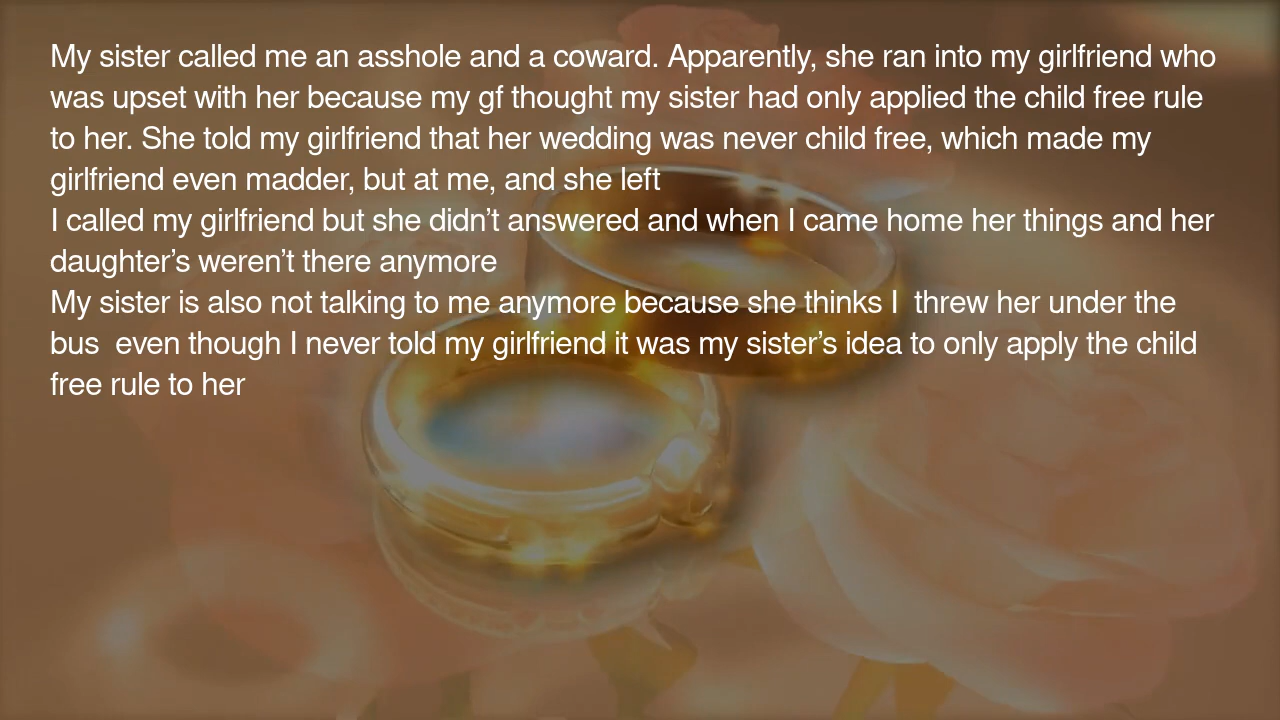 My sister called me an asshole and a coward. Apparently, she ran into my girlfriend who
was upset with her because my gf thought my sister had only applied the child free rule
to her. She told my girlfriend that her wedding was never child free, which made my
girlfriend even madder, but at me, and she left
I called my girlfriend but she didn’t answered and when I came home her things and her
daughter’s weren’t there anymore
My sister is also not talking to me anymore because she thinks I  threw her under the
bus  even though I never told my girlfriend it was my sister’s idea to only apply the child
free rule to her